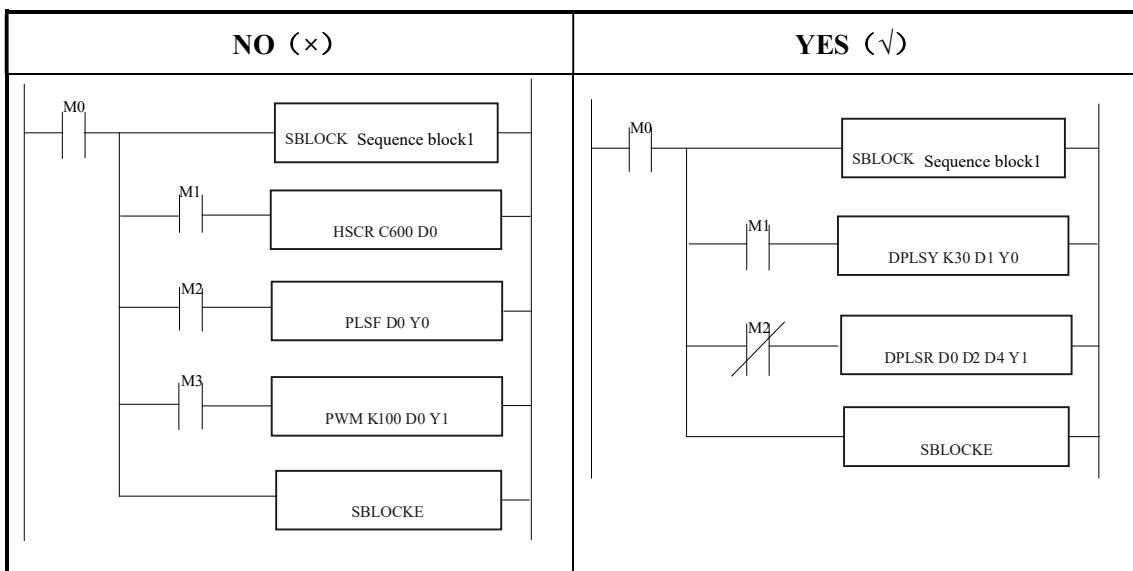 NO（×）
YES（√）
M0
SBLOCK Sequence block1
M1
HSCR C600 D0
M2
PLSF D0 Y0
M3
PWM K100 D0 Y1
SBLOCKE
M0
SBLOCK Sequence block1
M1
DPLSY K30 D1 Y0
M2
DPLSR D0 D2 D4 Y1
SBLOCKE